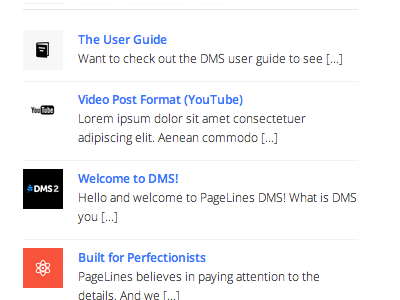 The User Guide
Want to check out the DMS user guide to see [...]
YouTube
Video Post Format (YouTube)
Lorem ipsum dolor sit amet consectetuer
adipiscing elit. Aenean commodo [...]
DMS 2
Welcome to DMS!
Hello and welcome to PageLines DMS! What is DMS
you [...]
Built for Perfectionists
PageLines believes in paying attention to the
details. And we [...]